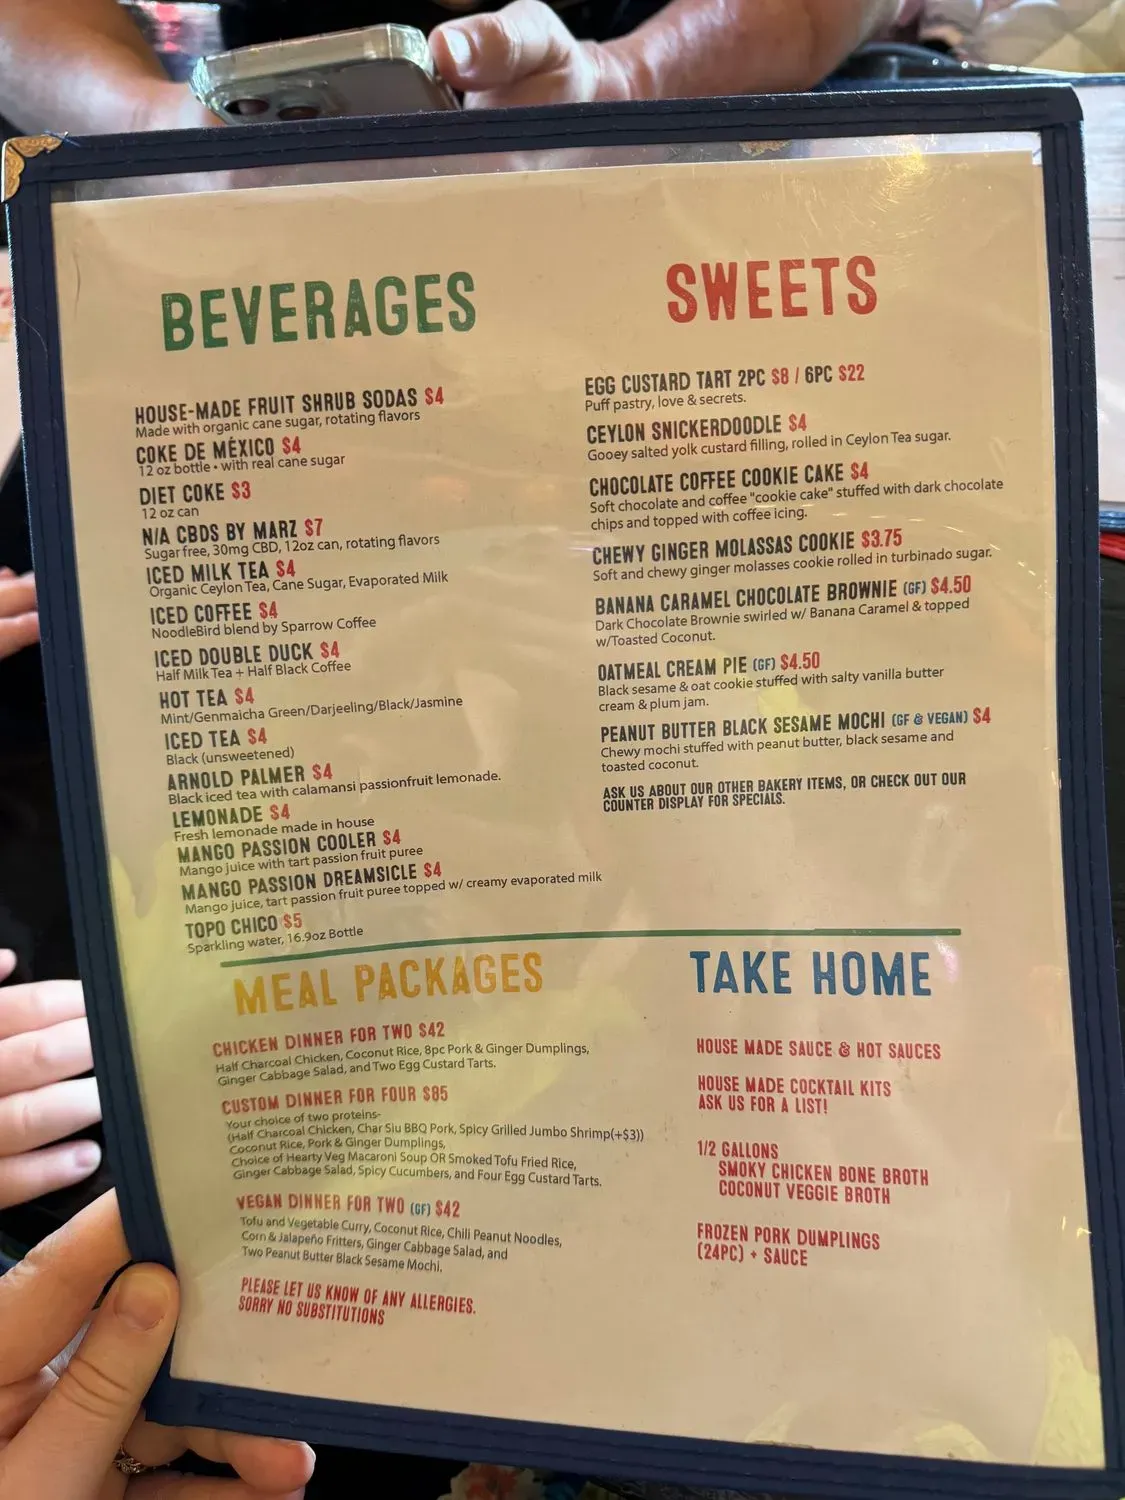 BEVERAGES
HOUSE-MADE FRUIT SHRUB SODAS $4
Made with organic cane sugar, rotating flavors
COKE DE MÉXICO $4
12 oz bottle • with real cane sugar
DIET COKE $3
12 oz can
N/A CBDS BY MARZ $7
Sugar free, 30mg CBD, 12oz can, rotating flavors
ICED MILK TEA $4
Organic Ceylon Tea, Cane Sugar, Evaporated Milk
ICED COFFEE $4
NoodleBird blend by Sparrow Coffee
ICED DOUBLE DUCK $4
Half Milk Tea + Half Black Coffee
HOT TEA $4
Mint/Genmaicha Green/Darjeeling/Black/Jasmine
ICED TEA $4
Black (unsweetened)
ARNOLD PALMER $4
Black iced tea with calamansi passionfruit lemonade.
LEMONADE $4
Fresh lemonade made in house
MANGO PASSION COOLER $4
Mango juice with tart passion fruit puree
MANGO PASSION DREAMSICLE $4
Mango juice, tart passion fruit puree topped w/ creamy evaporated milk
TOPO CHICO $5
Sparkling water, 16.9oz Bottle
SWEETS
EGG CUSTARD TART 2PC $8 / 6PC $22
Puff pastry, love & secrets.
CEYLON SNICKERDOODLE $4
Gooey salted yolk custard filling, rolled in Ceylon Tea sugar.
CHOCOLATE COFFEE COOKIE CAKE $4
Soft chocolate and coffee "cookie cake" stuffed with dark chocolate
chips and topped with coffee icing.
CHEWY GINGER MOLASSAS COOKIE $3.75
Soft and chewy ginger molasses cookie rolled in turbinado sugar.
BANANA CARAMEL CHOCOLATE BROWNIE (GF) $4.50
Dark Chocolate Brownie swirled w/ Banana Caramel & topped
w/Toasted Coconut.
OATMEAL CREAM PIE (GF) $4.50
Black sesame & oat cookie stuffed with salty vanilla butter
cream & plum jam.
PEANUT BUTTER BLACK SESAME MOCHI (GF & VEGAN) $4
Chewy mochi stuffed with peanut butter, black sesame and
toasted coconut.
ASK US ABOUT OUR OTHER BAKERY ITEMS, OR CHECK OUT OUR
COUNTER DISPLAY FOR SPECIALS.
MEAL PACKAGES
CHICKEN DINNER FOR TWO $42
Half Charcoal Chicken, Coconut Rice, 8pc Pork & Ginger Dumplings,
Ginger Cabbage Salad, and Two Egg Custard Tarts.
CUSTOM DINNER FOR FOUR $85
Your choice of two proteins-
(Half Charcoal Chicken, Char Siu BBQ Pork, Spicy Grilled Jumbo Shrimp(+$3))
Coconut Rice, Pork & Ginger Dumplings,
Choice of Hearty Veg Macaroni Soup OR Smoked Tofu Fried Rice,
Ginger Cabbage Salad, Spicy Cucumbers, and Four Egg Custard Tarts.
VEGAN DINNER FOR TWO (GF) $42
Tofu and Vegetable Curry, Coconut Rice, Chili Peanut Noodles,
Corn & Jalapeño Fritters, Ginger Cabbage Salad, and
Two Peanut Butter Black Sesame Mochi.
PLEASE LET US KNOW OF ANY ALLERGIES.
SORRY NO SUBSTITUTIONS
TAKE HOME
HOUSE MADE SAUCE & HOT SAUCES
HOUSE MADE COCKTAIL KITS
ASK US FOR A LIST!
1/2 GALLONS
SMOKY CHICKEN BONE BROTH
COCONUT VEGGIE BROTH
FROZEN PORK DUMPLINGS
(24PC) + SAUCE